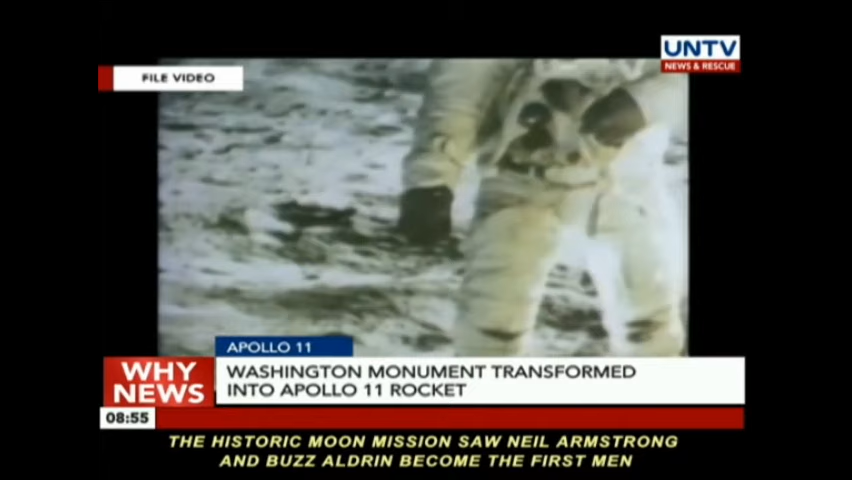 UNTV
NEWS & RESCUE
FILE VIDEO
APOLLO 11
WHY
NEWS
WASHINGTON MONUMENT TRANSFORMED
INTO APOLLO 11 ROCKET
08:55
THE HISTORIC MOON MISSION SAW NEIL ARMSTRONG
AND BUZZ ALDRIN BECOME THE FIRST MEN